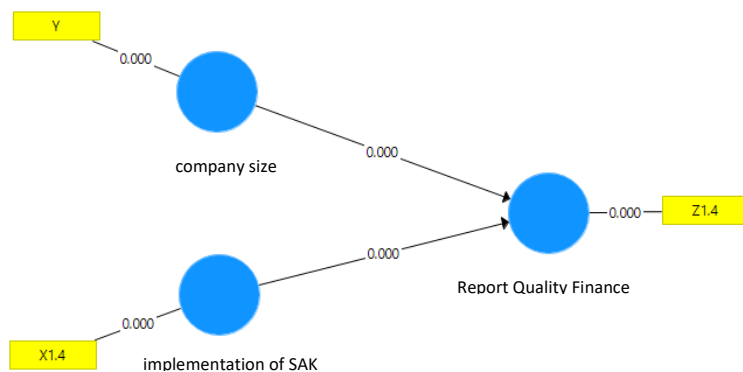 Y
0.000
company size
0.000
0.000
Z1.4
Report Quality Finance
0.000
0.000
X1.4
implementation of SAK